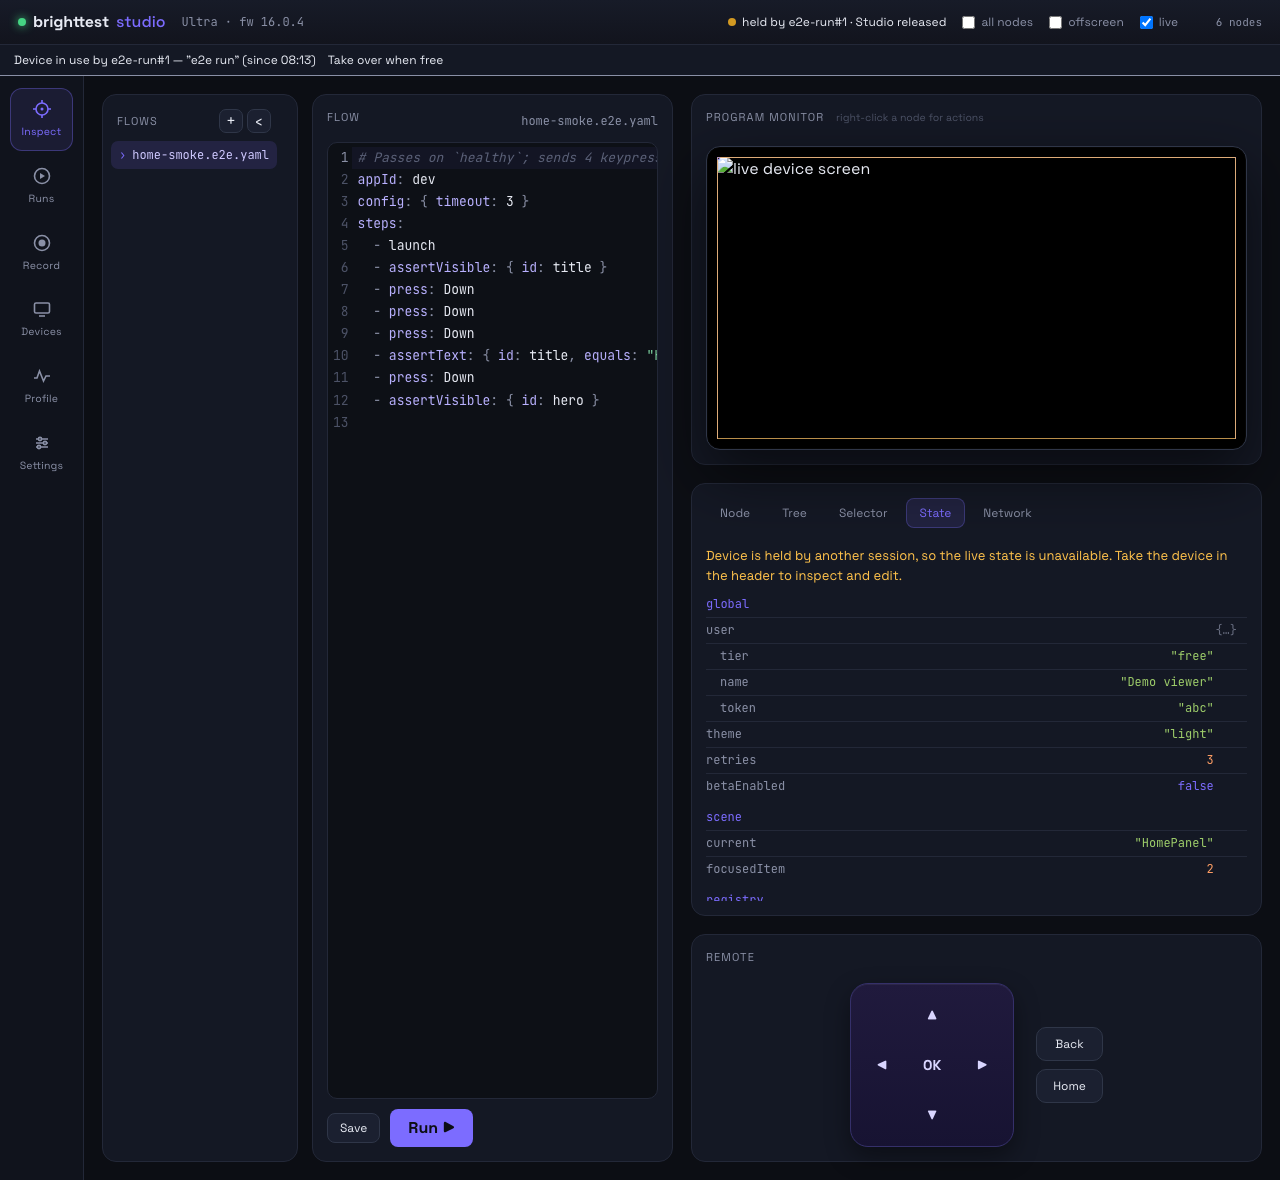 brighttest studio Ultra · fw 16.0.4 held by e2e-run#1 · Studio released all nodes offscreen live 6 nodes
Device in use by e2e-run#1 — "e2e run" (since 08:13) Take over when free
Inspect
Runs
Record
Devices
Profile
Settings
FLOWS + <
› home-smoke.e2e.yaml
FLOW home-smoke.e2e.yaml
1 # Passes on `healthy`; sends 4 keypres
2 appId: dev
3 config: { timeout: 3 }
4 steps:
5 - launch
6 - assertVisible: { id: title }
7 - press: Down
8 - press: Down
9 - press: Down
10 - assertText: { id: title, equals: "
11 - press: Down
12 - assertVisible: { id: hero }
13
Save Run
PROGRAM MONITOR right-click a node for actions
live device screen
Node Tree Selector State Network
Device is held by another session, so the live state is unavailable. Take the device in
the header to inspect and edit.
global
user {…}
tier "free"
name "Demo viewer"
token "abc"
theme "light"
retries 3
betaEnabled false
scene
current "HomePanel"
focusedItem 2
registry
REMOTE
▲
◄ OK ►
▼
Back
Home